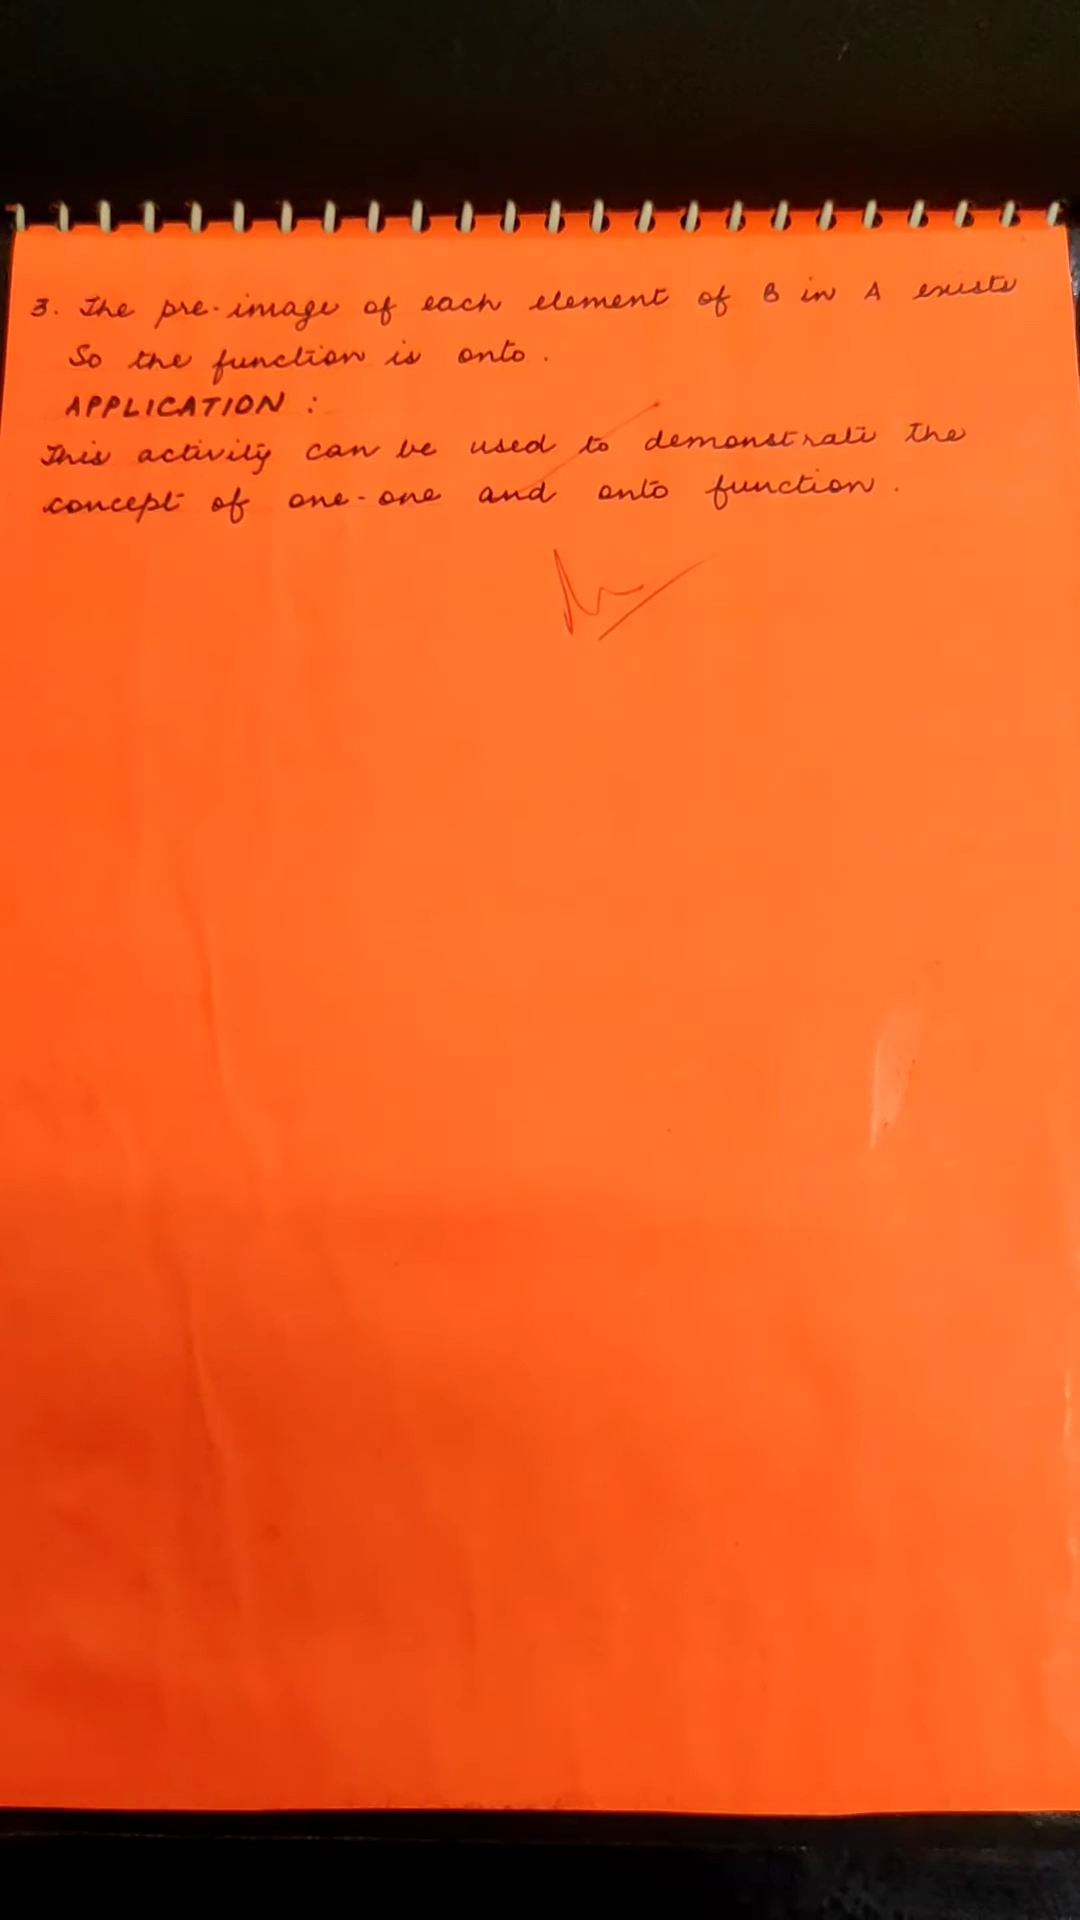 3. The pre-image of each element of B in A exists
So the function is onto.
APPLICATION :
This activity can be used to demonstrate the
concept of one-one and onto function.